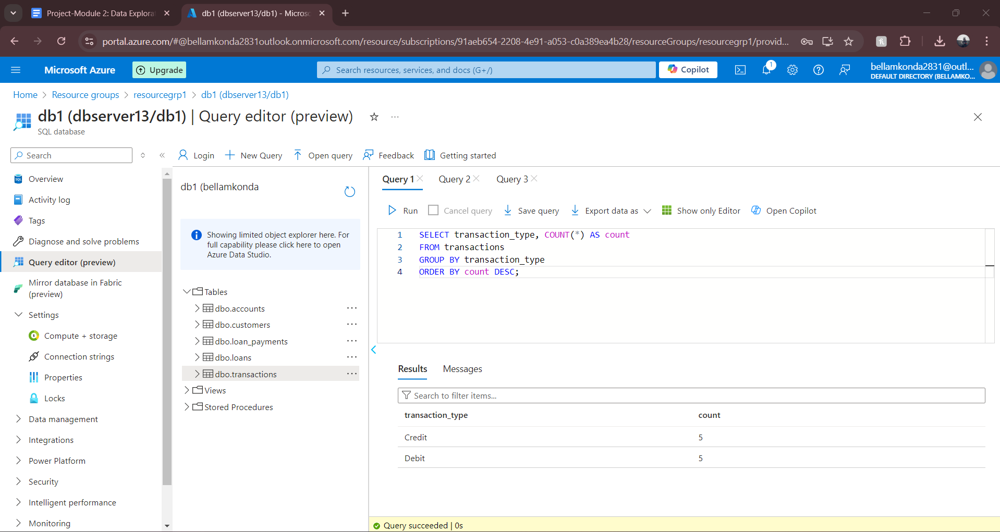 Project-Module 2: Data Explora
db1 (dbserver13/db1) - Microso
portal.azure.com/#@bellamkonda2831outlook.onmicrosoft.com/resource/subscriptions/91aeb654-2208-4e91-a053-c0a389ea4b28/resourceGroups/resourcegrp1/provid...
Microsoft Azure
Upgrade
Search resources, services, and docs (G+/)
Copilot
1
bellamkonda2831@outl...
DEFAULT DIRECTORY (BELLAMKO...
Home > Resource groups > resourcegrp1 > db1 (dbserver13/db1)
db1 (dbserver13/db1) | Query editor (preview)
SQL database
Search
Login
New Query
Open query
Feedback
Getting started
Overview
Activity log
Tags
Diagnose and solve problems
Query editor (preview)
Mirror database in Fabric
(preview)
Settings
Compute + storage
Connection strings
Properties
Locks
Data management
Integrations
Power Platform
Security
Intelligent performance
Monitoring
db1 (bellamkonda
Showing limited object explorer here. For
full capability please click here to open
Azure Data Studio.
Tables
dbo.accounts
dbo.customers
dbo.loan_payments
dbo.loans
dbo.transactions
Views
Stored Procedures
Query 1
Query 2
Query 3
Run
Cancel query
Save query
Export data as
Show only Editor
Open Copilot
1 SELECT transaction_type, COUNT(*) AS count
2 FROM transactions
3 GROUP BY transaction_type
4 ORDER BY count DESC;
Results
Messages
Search to filter items...
transaction_type count
Credit 5
Debit 5
Query succeeded | 0s